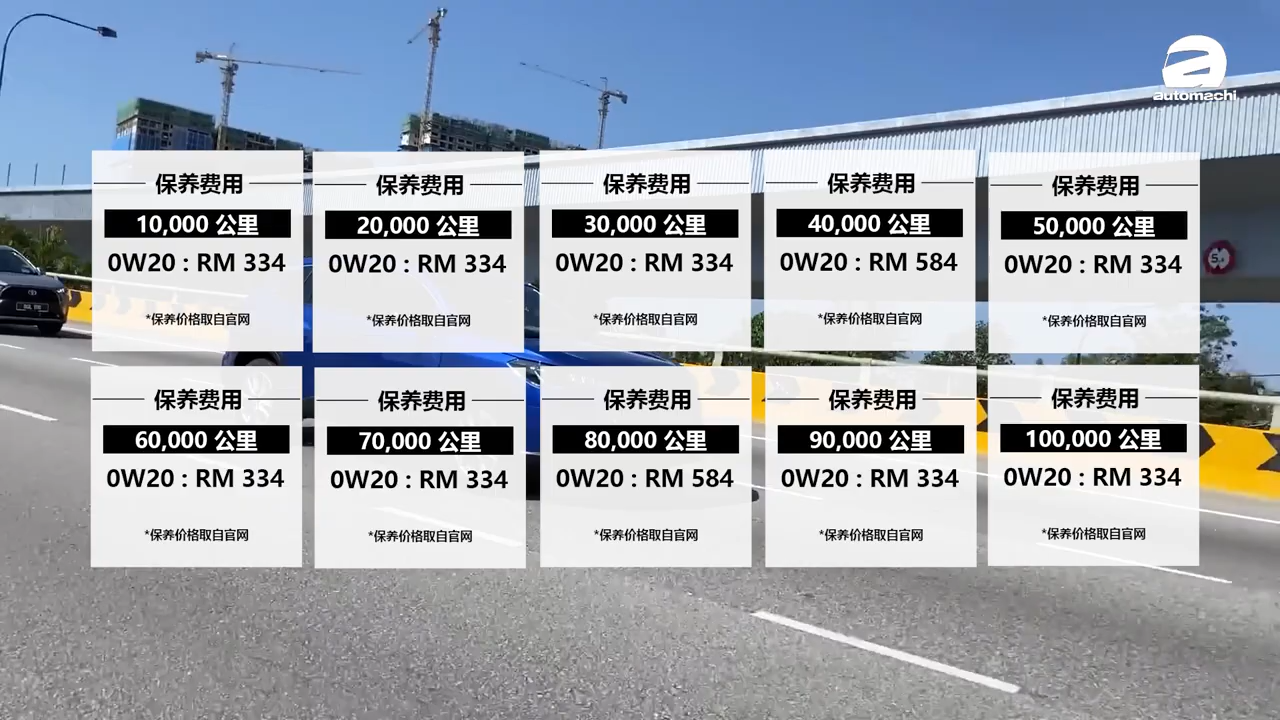 automachi
保养费用
10,000 公里
0W20 : RM 334
*保养价格取自官网
保养费用
20,000 公里
0W20 : RM 334
*保养价格取自官网
保养费用
30,000 公里
0W20 : RM 334
*保养价格取自官网
保养费用
40,000 公里
0W20 : RM 584
*保养价格取自官网
保养费用
50,000 公里
0W20 : RM 334
*保养价格取自官网
保养费用
60,000 公里
0W20 : RM 334
*保养价格取自官网
保养费用
70,000 公里
0W20 : RM 334
*保养价格取自官网
保养费用
80,000 公里
0W20 : RM 584
*保养价格取自官网
保养费用
90,000 公里
0W20 : RM 334
*保养价格取自官网
保养费用
100,000 公里
0W20 : RM 334
*保养价格取自官网